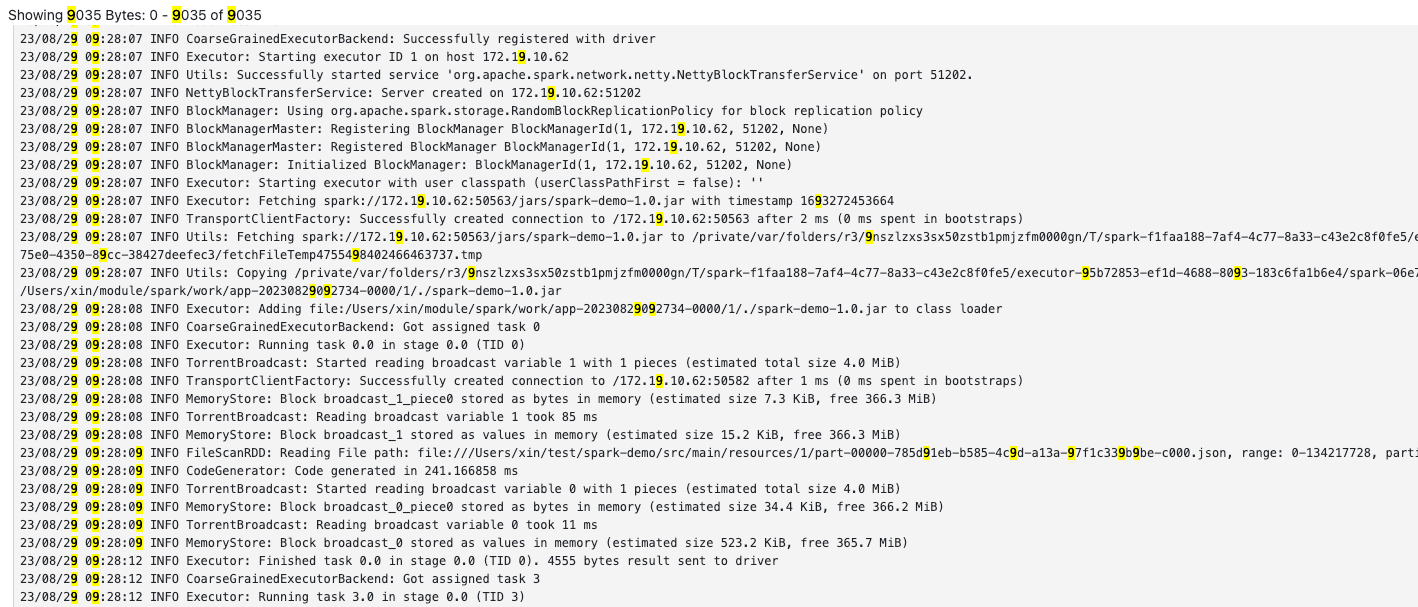 Showing 9035 Bytes: 0 - 9035 of 9035
23/08/29 09:28:07 INFO CoarseGrainedExecutorBackend: Successfully registered with driver
23/08/29 09:28:07 INFO Executor: Starting executor ID 1 on host 172.19.10.62
23/08/29 09:28:07 INFO Utils: Successfully started service 'org.apache.spark.network.netty.NettyBlockTransferService' on port 51202.
23/08/29 09:28:07 INFO NettyBlockTransferService: Server created on 172.19.10.62:51202
23/08/29 09:28:07 INFO BlockManager: Using org.apache.spark.storage.RandomBlockReplicationPolicy for block replication policy
23/08/29 09:28:07 INFO BlockManagerMaster: Registering BlockManager BlockManagerId(1, 172.19.10.62, 51202, None)
23/08/29 09:28:07 INFO BlockManagerMaster: Registered BlockManager BlockManagerId(1, 172.19.10.62, 51202, None)
23/08/29 09:28:07 INFO BlockManager: Initialized BlockManager: BlockManagerId(1, 172.19.10.62, 51202, None)
23/08/29 09:28:07 INFO Executor: Starting executor with user classpath (userClassPathFirst = false): ''
23/08/29 09:28:07 INFO Executor: Fetching spark://172.19.10.62:50563/jars/spark-demo-1.0.jar with timestamp 1693272453664
23/08/29 09:28:07 INFO TransportClientFactory: Successfully created connection to /172.19.10.62:50563 after 2 ms (0 ms spent in bootstraps)
23/08/29 09:28:07 INFO Utils: Fetching spark://172.19.10.62:50563/jars/spark-demo-1.0.jar to /private/var/folders/r3/9nszlzxs3sx50zstb1pmjzfm0000gn/T/spark-f1faa188-7af4-4c77-8a33-c43e2c8f0fe5/e
75e0-4350-89cc-38427deefec3/fetchFileTemp4755498402466463737.tmp
23/08/29 09:28:07 INFO Utils: Copying /private/var/folders/r3/9nszlzxs3sx50zstb1pmjzfm0000gn/T/spark-f1faa188-7af4-4c77-8a33-c43e2c8f0fe5/executor-95b72853-ef1d-4688-8093-183c6fa1b6e4/spark-06e7
/Users/xin/module/spark/work/app-20230829092734-0000/1/./spark-demo-1.0.jar
23/08/29 09:28:08 INFO Executor: Adding file:/Users/xin/module/spark/work/app-20230829092734-0000/1/./spark-demo-1.0.jar to class loader
23/08/29 09:28:08 INFO CoarseGrainedExecutorBackend: Got assigned task 0
23/08/29 09:28:08 INFO Executor: Running task 0.0 in stage 0.0 (TID 0)
23/08/29 09:28:08 INFO TorrentBroadcast: Started reading broadcast variable 1 with 1 pieces (estimated total size 4.0 MiB)
23/08/29 09:28:08 INFO TransportClientFactory: Successfully created connection to /172.19.10.62:50582 after 1 ms (0 ms spent in bootstraps)
23/08/29 09:28:08 INFO MemoryStore: Block broadcast_1_piece0 stored as bytes in memory (estimated size 7.3 KiB, free 366.3 MiB)
23/08/29 09:28:08 INFO TorrentBroadcast: Reading broadcast variable 1 took 85 ms
23/08/29 09:28:08 INFO MemoryStore: Block broadcast_1 stored as values in memory (estimated size 15.2 KiB, free 366.3 MiB)
23/08/29 09:28:09 INFO FileScanRDD: Reading File path: file:///Users/xin/test/spark-demo/src/main/resources/1/part-00000-785d91eb-b585-4c9d-a13a-97f1c339b9be-c000.json, range: 0-134217728, parti
23/08/29 09:28:09 INFO CodeGenerator: Code generated in 241.166858 ms
23/08/29 09:28:09 INFO TorrentBroadcast: Started reading broadcast variable 0 with 1 pieces (estimated total size 4.0 MiB)
23/08/29 09:28:09 INFO MemoryStore: Block broadcast_0_piece0 stored as bytes in memory (estimated size 34.4 KiB, free 366.2 MiB)
23/08/29 09:28:09 INFO TorrentBroadcast: Reading broadcast variable 0 took 11 ms
23/08/29 09:28:09 INFO MemoryStore: Block broadcast_0 stored as values in memory (estimated size 523.2 KiB, free 365.7 MiB)
23/08/29 09:28:12 INFO Executor: Finished task 0.0 in stage 0.0 (TID 0). 4555 bytes result sent to driver
23/08/29 09:28:12 INFO CoarseGrainedExecutorBackend: Got assigned task 3
23/08/29 09:28:12 INFO Executor: Running task 3.0 in stage 0.0 (TID 3)